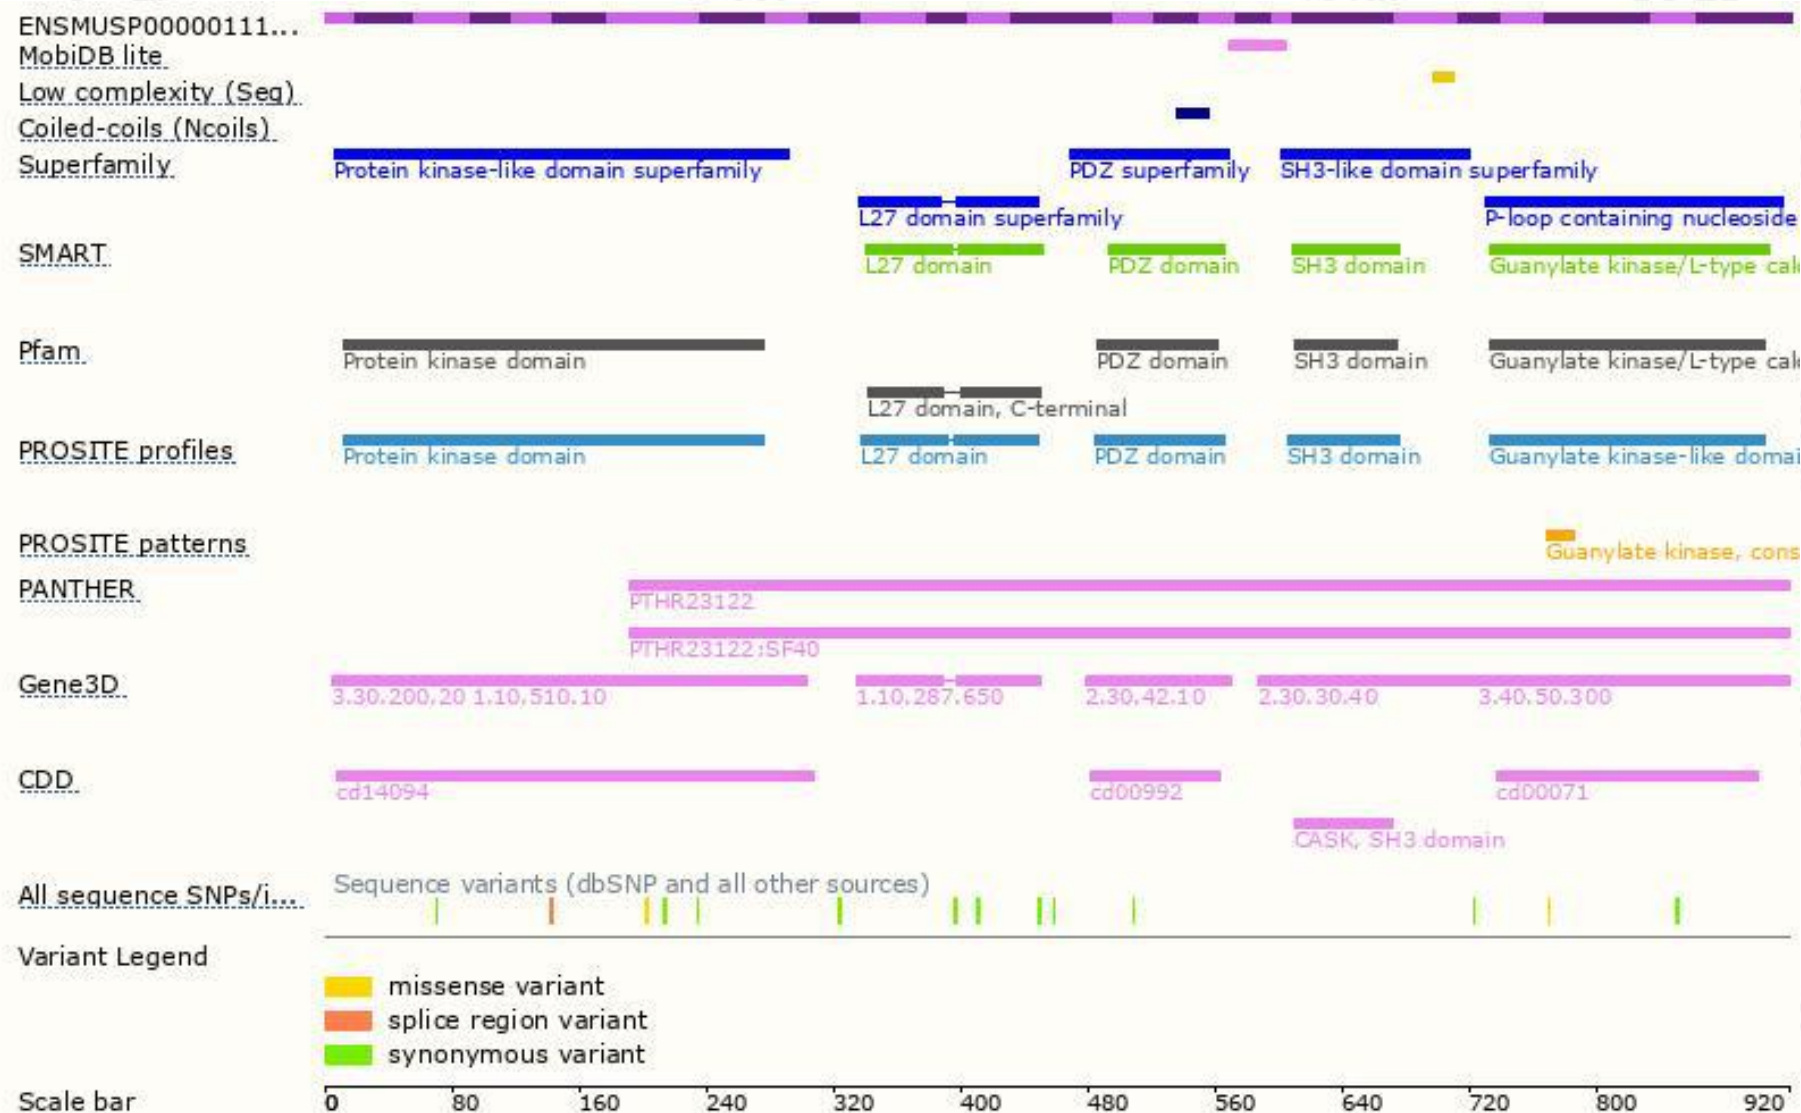 ENSMUSP00000111...
MobiDB lite
Low complexity (Seg)
Coiled-coils (Ncoils)
Superfamily
Protein kinase-like domain superfamily
PDZ superfamily
SH3-like domain superfamily
L27 domain superfamily
P-loop containing nucleoside
SMART
L27 domain
PDZ domain
SH3 domain
Guanylate kinase/L-type calc
Pfam
Protein kinase domain
PDZ domain
SH3 domain
Guanylate kinase/L-type calc
L27 domain, C-terminal
PROSITE profiles
Protein kinase domain
L27 domain
PDZ domain
SH3 domain
Guanylate kinase-like domai
PROSITE patterns
Guanylate kinase, cons
PANTHER
PTHR23122
PTHR23122:SF40
Gene3D
3.30.200.20 1.10.510.10
1.10.287.650
2.30.42.10
2.30.30.40
3.40.50.300
CDD
cd14094
cd00992
cd00071
CASK, SH3 domain
All sequence SNPs/i...
Sequence variants (dbSNP and all other sources)
Variant Legend
missense variant
splice region variant
synonymous variant
Scale bar
0 80 160 240 320 400 480 560 640 720 800 920